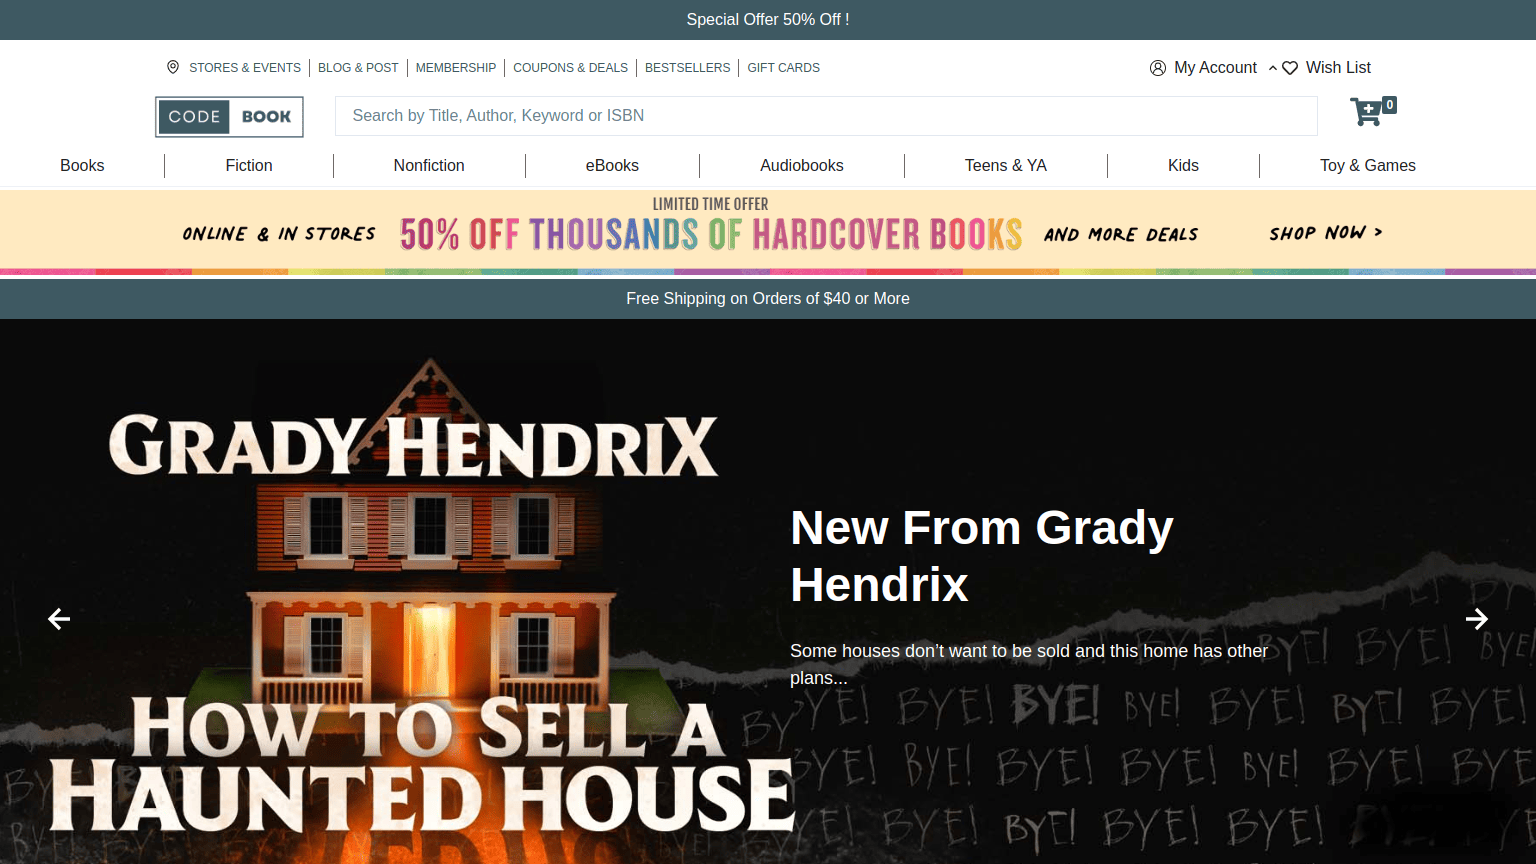 Special Offer 50% Off !
STORES & EVENTS
BLOG & POST
MEMBERSHIP
COUPONS & DEALS
BESTSELLERS
GIFT CARDS
My Account
Wish List
CODE BOOK
Search by Title, Author, Keyword or ISBN
0
Books
Fiction
Nonfiction
eBooks
Audiobooks
Teens & YA
Kids
Toy & Games
LIMITED TIME OFFER
ONLINE & IN STORES
50% OFF THOUSANDS OF HARDCOVER BOOKS
AND MORE DEALS
SHOP NOW >
Free Shipping on Orders of $40 or More
GRADY HENDRIX
HOW TO SELL A
HAUNTED HOUSE
New From Grady
Hendrix
Some houses don’t want to be sold and this home has other
plans...
BYE! BYE! BYE! BYE! BYE!
BYE! BYE! BYE! BYE! BYE! BYE! BYE!
BYE! BYE! BYE! BYE! BYE! BYE! BYE!
BYE! BYE! BYE! BYE! BYE!